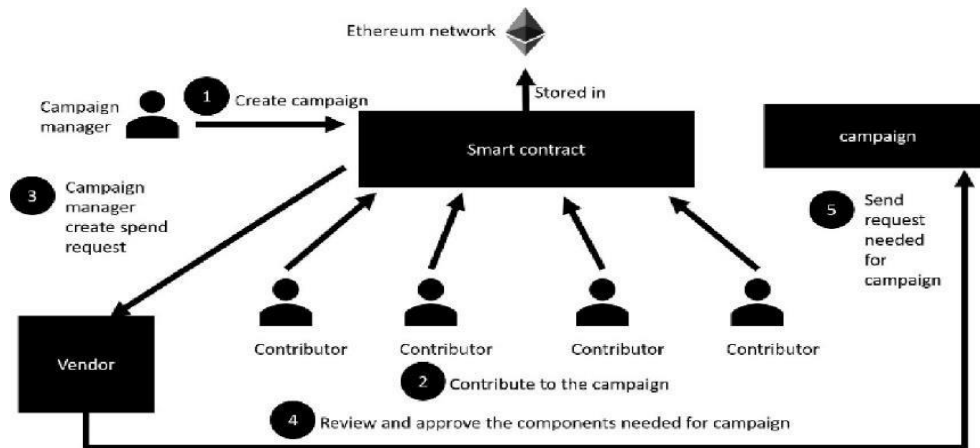 Ethereum network
Stored in
1
Create campaign
Campaign
manager
Smart contract
campaign
3
Campaign
manager
create spend
request
5
Send
request
needed
for
campaign
Vendor
Contributor
Contributor
Contributor
Contributor
2
Contribute to the campaign
4
Review and approve the components needed for campaign